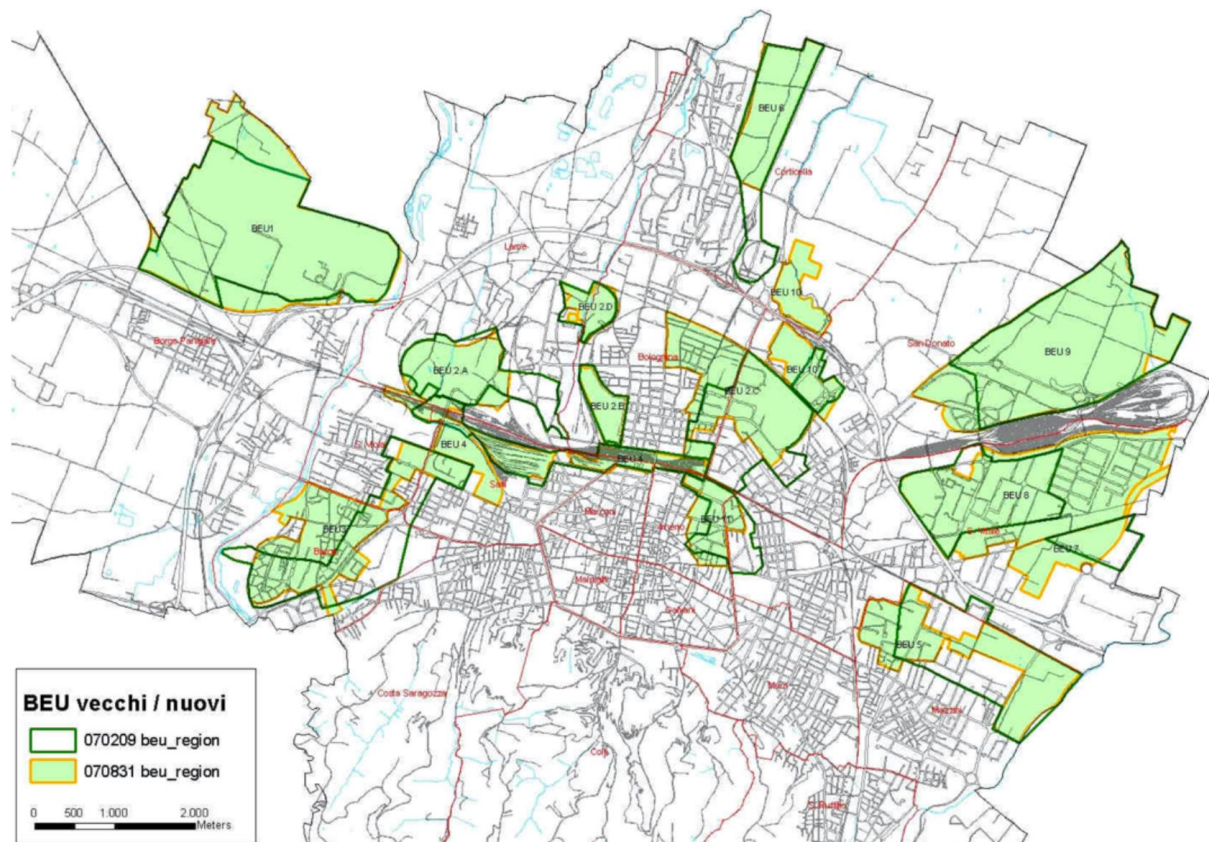 BEU 6
Corticella
BEU1
Lame
BEU 10
BEU 2.D
Borgo Panigale
San Donato
Bolognina
BEU 9
BEU 2.A
BEU 10
BEU 2.C
BEU 2.B
BEU 4
BEU 4
Saffi
BEU 8
Marconi
Irnerio
BEU 11
BEU3
BEU 7
Malpighi
Galvani
BEU 5
Murri
Costa Saragozza
Mazzini
Colli
S. Ruffillo
BEU vecchi / nuovi
070209 beu_region
070831 beu_region
0 500 1.000 2.000
Meters